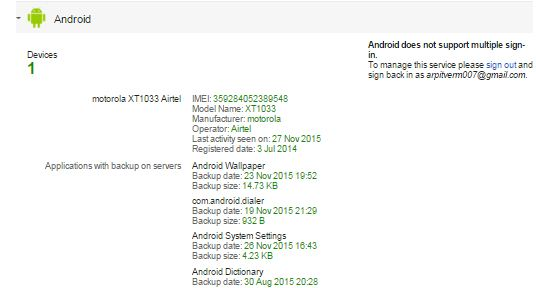 Android
Devices
1
Android does not support multiple sign-
in.
To manage this service please sign out and
sign back in as arpitverm007@gmail.com.
motorola XT1033 Airtel
IMEI: 359284052389548
Model Name: XT1033
Manufacturer: motorola
Operator: Airtel
Last activity seen on: 27 Nov 2015
Registered date: 3 Jul 2014
Applications with backup on servers
Android Wallpaper
Backup date: 23 Nov 2015 19:52
Backup size: 14.73 KB
com.android.dialer
Backup date: 19 Nov 2015 21:29
Backup size: 932 B
Android System Settings
Backup date: 26 Nov 2015 16:43
Backup size: 4.23 KB
Android Dictionary
Backup date: 30 Aug 2015 20:28